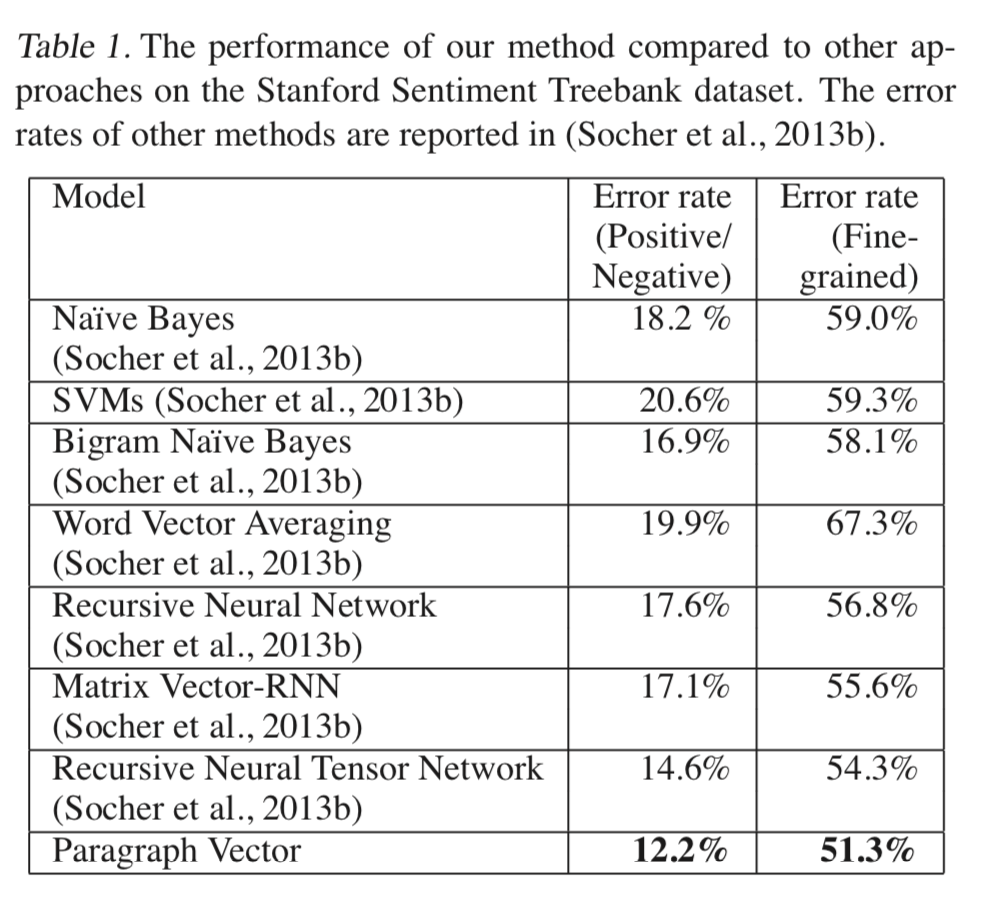 Table 1. The performance of our method compared to other ap-
proaches on the Stanford Sentiment Treebank dataset. The error
rates of other methods are reported in (Socher et al., 2013b).
Model Error rate Error rate
(Positive/ (Fine-
Negative) grained)
Naïve Bayes 18.2 % 59.0%
(Socher et al., 2013b)
SVMs (Socher et al., 2013b) 20.6% 59.3%
Bigram Naïve Bayes 16.9% 58.1%
(Socher et al., 2013b)
Word Vector Averaging 19.9% 67.3%
(Socher et al., 2013b)
Recursive Neural Network 17.6% 56.8%
(Socher et al., 2013b)
Matrix Vector-RNN 17.1% 55.6%
(Socher et al., 2013b)
Recursive Neural Tensor Network 14.6% 54.3%
(Socher et al., 2013b)
Paragraph Vector 12.2% 51.3%